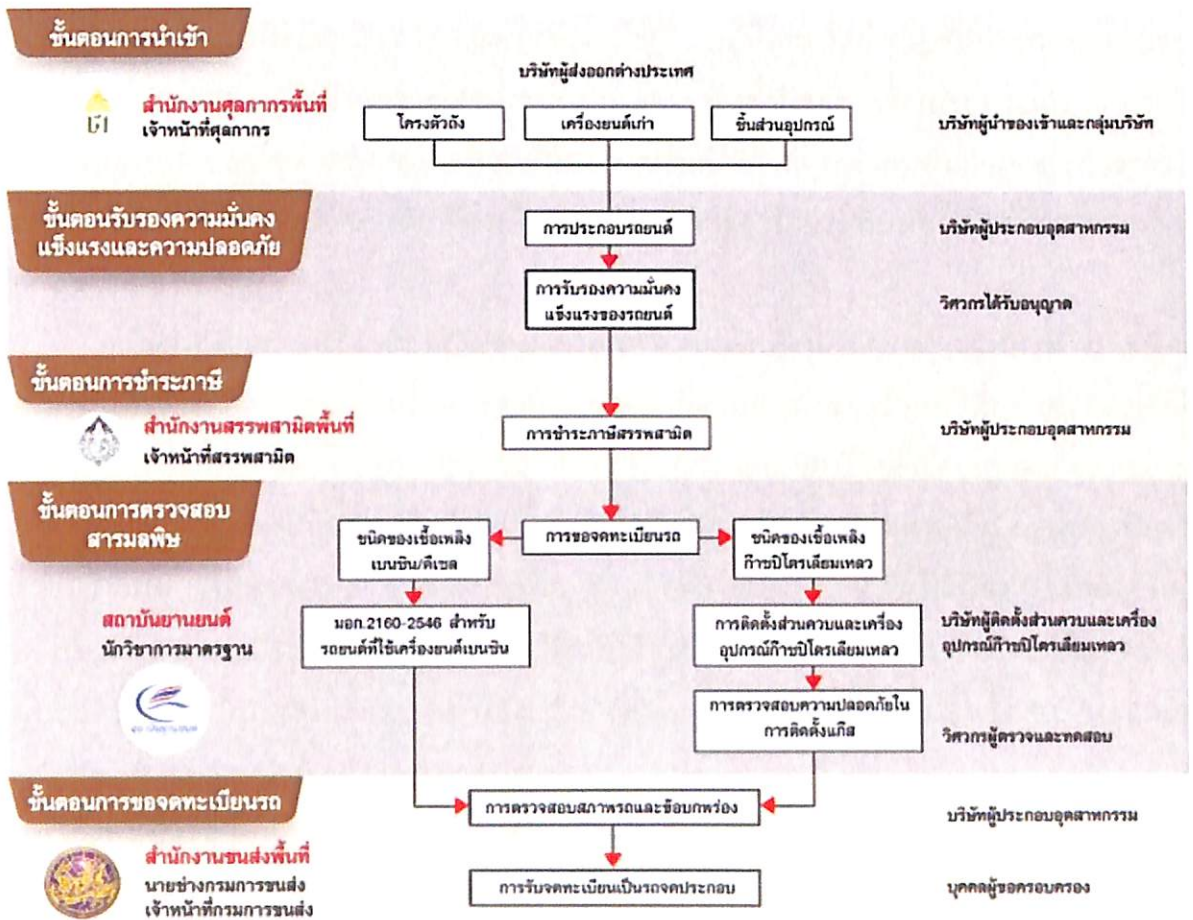 ขั้นตอนการนำเข้า
บริษัทผู้ส่งออกต่างประเทศ
สำนักงานศุลกากรพื้นที่
เจ้าหน้าที่ศุลกากร
โครงตัวถัง
เครื่องยนต์เก่า
ชิ้นส่วนอุปกรณ์
บริษัทผู้นำของเข้าและกลุ่มบริษัท
ขั้นตอนรับรองความมั่นคง
แข็งแรงและความปลอดภัย
การประกอบรถยนต์
บริษัทผู้ประกอบอุตสาหกรรม
การรับรองความมั่นคง
แข็งแรงของรถยนต์
วิศวกรได้รับอนุญาต
ขั้นตอนการชำระภาษี
สำนักงานสรรพสามิตพื้นที่
เจ้าหน้าที่สรรพสามิต
การชำระภาษีสรรพสามิต
บริษัทผู้ประกอบอุตสาหกรรม
ขั้นตอนการตรวจสอบ
สารมลพิษ
ชนิดของเชื้อเพลิง
เบนซิน/ดีเซล
การขอจดทะเบียนรถ
ชนิดของเชื้อเพลิง
ก๊าซปิโตรเลียมเหลว
สถาบันยานยนต์
นักวิชาการมาตรฐาน
มอก.2160-2546 สำหรับ
รถยนต์ที่ใช้เครื่องยนต์เบนซิน
การติดตั้งส่วนควบและเครื่อง
อุปกรณ์ก๊าซปิโตรเลียมเหลว
บริษัทผู้ติดตั้งส่วนควบและเครื่อง
อุปกรณ์ก๊าซปิโตรเลียมเหลว
สถาบันยานยนต์
การตรวจสอบความปลอดภัยใน
การติดตั้งแก๊ส
วิศวกรผู้ตรวจและทดสอบ
ขั้นตอนการขอจดทะเบียนรถ
การตรวจสอบสภาพรถและข้อบกพร่อง
บริษัทผู้ประกอบอุตสาหกรรม
สำนักงานขนส่งพื้นที่
นายช่างกรมการขนส่ง
เจ้าหน้าที่กรมการขนส่ง
การรับจดทะเบียนเป็นรถจดประกอบ
บุคคลผู้ขอครอบครอง